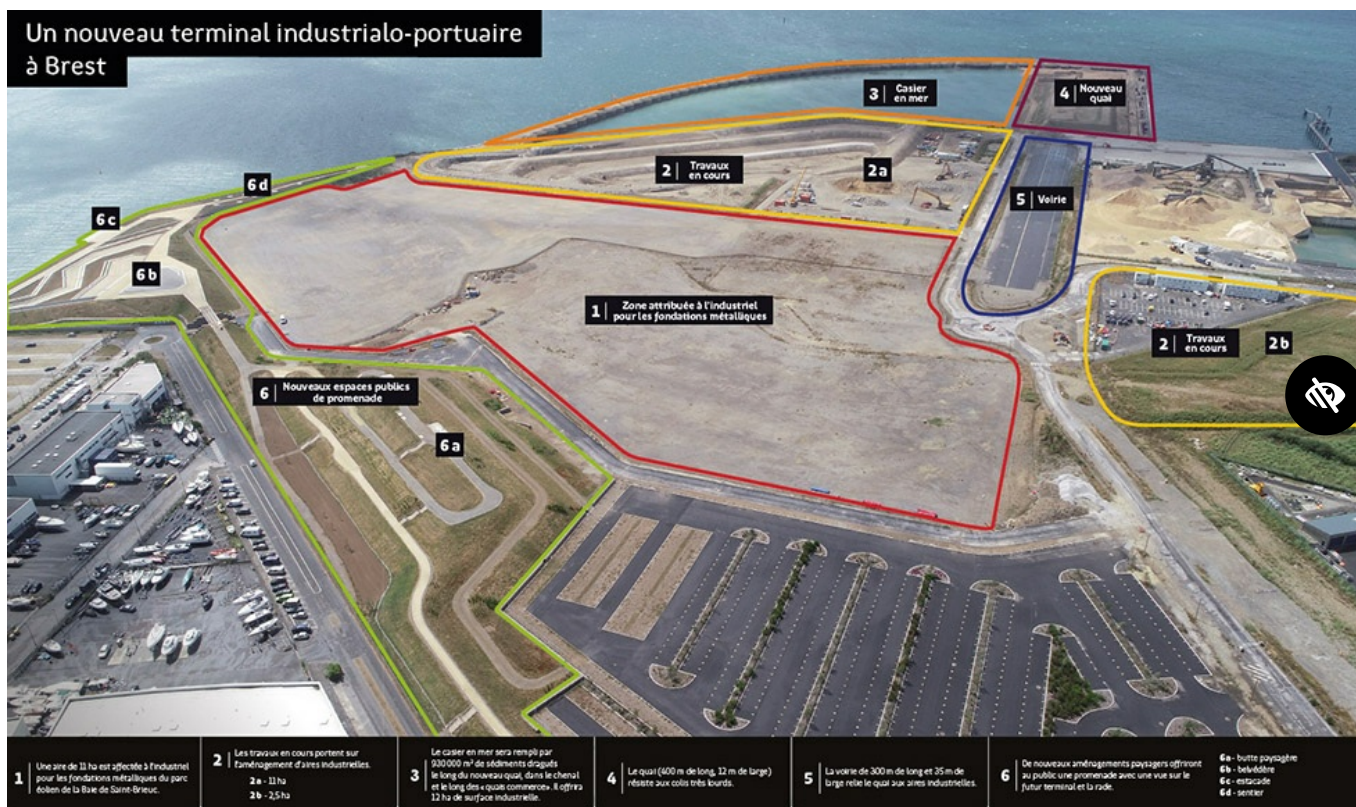 Un nouveau terminal industrialo-portuaire
à Brest
3 Casier
en mer
4 Nouveau
quai
2 Travaux
en cours
2a
6d
6c
5 Voirie
6b
1 Zone attribuée à l'industriel
pour les fondations métalliques
2 Travaux
en cours
2b
6 Nouveaux espaces publics
de promenade
6a
1 Une aire de 11 ha est affectée à l'industriel
pour les fondations métalliques du parc
éolien de la Baie de Saint-Brieuc.
2 Les travaux en cours portent sur
l'aménagement d'aires industrielles.
2a - 11 ha
2b - 2,5 ha
3 Le casier en mer sera rempli par
930 000 m³ de sédiments dragués
le long du nouveau quai, dans le chenal
et le long des « quais commerce ». Il offrira
12 ha de surface industrielle.
4 Le quai (400 m de long, 12 m de large)
résiste aux colis très lourds.
5 La voirie de 300 m de long et 35 m de
large relie le quai aux aires industrielles.
6 De nouveaux aménagements paysagers offriront
au public une promenade avec une vue sur le
futur terminal et la rade.
6a - butte paysagère
6b - belvédère
6c - estacade
6d - sentier